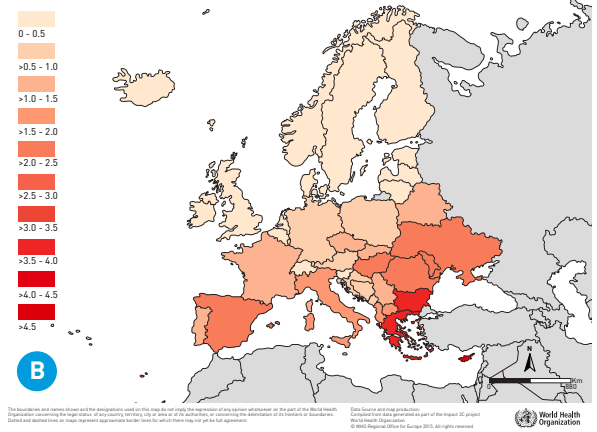 0 - 0.5
>0.5 - 1.0
>1.0 - 1.5
>1.5 - 2.0
>2.0 - 2.5
>2.5 - 3.0
>3.0 - 3.5
>3.5 - 4.0
>4.0 - 4.5
>4.5
B
N
0 880 Km
The boundaries and names shown and the designations used on this map do not imply the expression of any opinion whatsoever on the part of the World Health
Organization concerning the legal status of any country, territory, city or area or of its authorities, or concerning the delimitation of its frontiers or boundaries.
Dotted and dashed lines on maps represent approximate border lines for which there may not yet be full agreement.
Data Source and map production:
Compiled from data generated as part of the Impact 2C project
World Health Organization
© WHO Regional Office for Europe 2015. All rights reserved
World Health
Organization